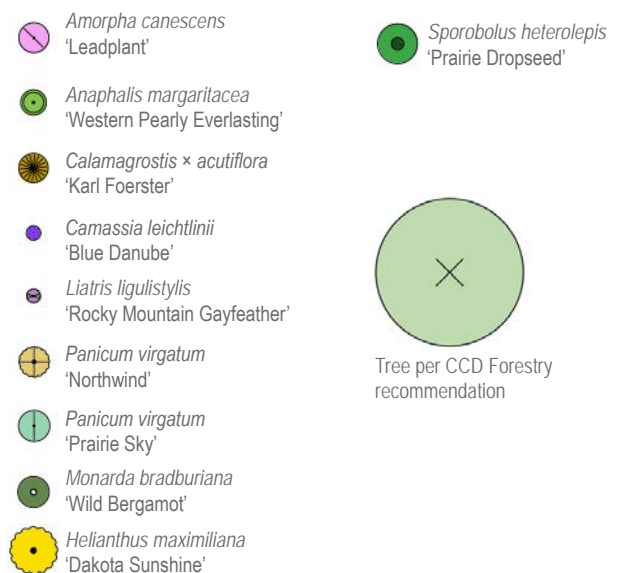 Amorpha canescens
‘Leadplant’
Anaphalis margaritacea
‘Western Pearly Everlasting’
Calamagrostis × acutiflora
‘Karl Foerster’
Camassia leichtlinii
‘Blue Danube’
Liatris ligulistylis
‘Rocky Mountain Gayfeather’
Panicum virgatum
‘Northwind’
Panicum virgatum
‘Prairie Sky’
Monarda bradburiana
‘Wild Bergamot’
Helianthus maximiliana
‘Dakota Sunshine’
Sporobolus heterolepis
‘Prairie Dropseed’
Tree per CCD Forestry
recommendation